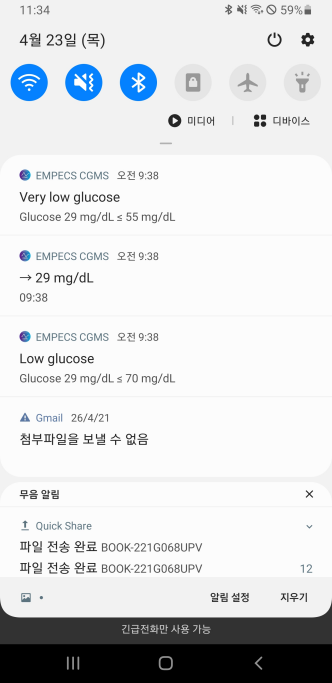 11:34 59%
4월 23일 (목)
미디어 | 디바이스
EMPECS CGMS 오전 9:38
Very low glucose
Glucose 29 mg/dL ≤ 55 mg/dL
EMPECS CGMS 오전 9:38
→ 29 mg/dL
09:38
EMPECS CGMS 오전 9:38
Low glucose
Glucose 29 mg/dL ≤ 70 mg/dL
Gmail 26/4/21
첨부파일을 보낼 수 없음
무음 알림
Quick Share
파일 전송 완료 BOOK-221G068UPV
파일 전송 완료 BOOK-221G068UPV 12
알림 설정 지우기
긴급전화만 사용 가능